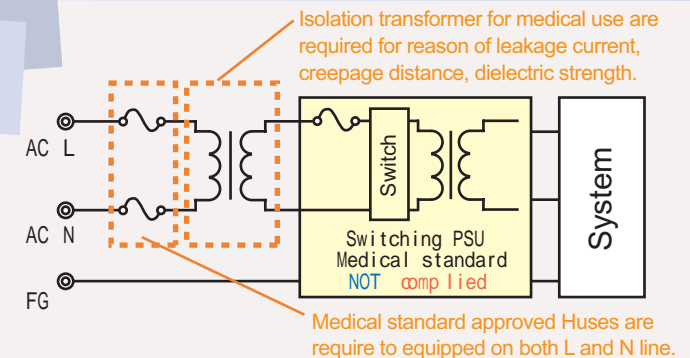 Isolation transformer for medical use are
required for reason of leakage current,
creepage distance, dielectric strength.
AC L
Switch
System
AC N
Switching PSU
Medical standard
NOT complied
FG
Medical standard approved Huses are
require to equipped on both L and N line.